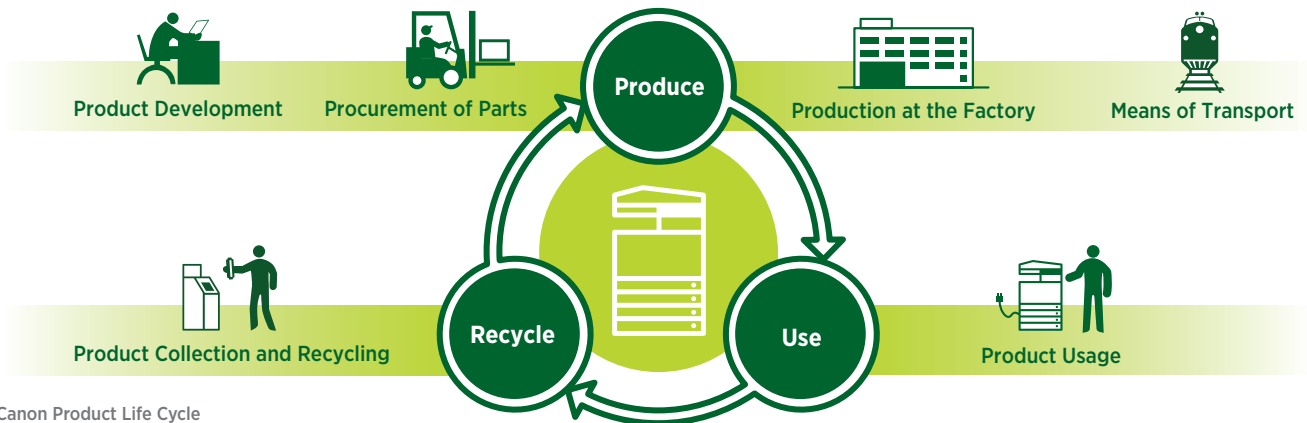 Produce
Product Development
Procurement of Parts
Production at the Factory
Means of Transport
Recycle
Use
Product Collection and Recycling
Product Usage
Canon Product Life Cycle